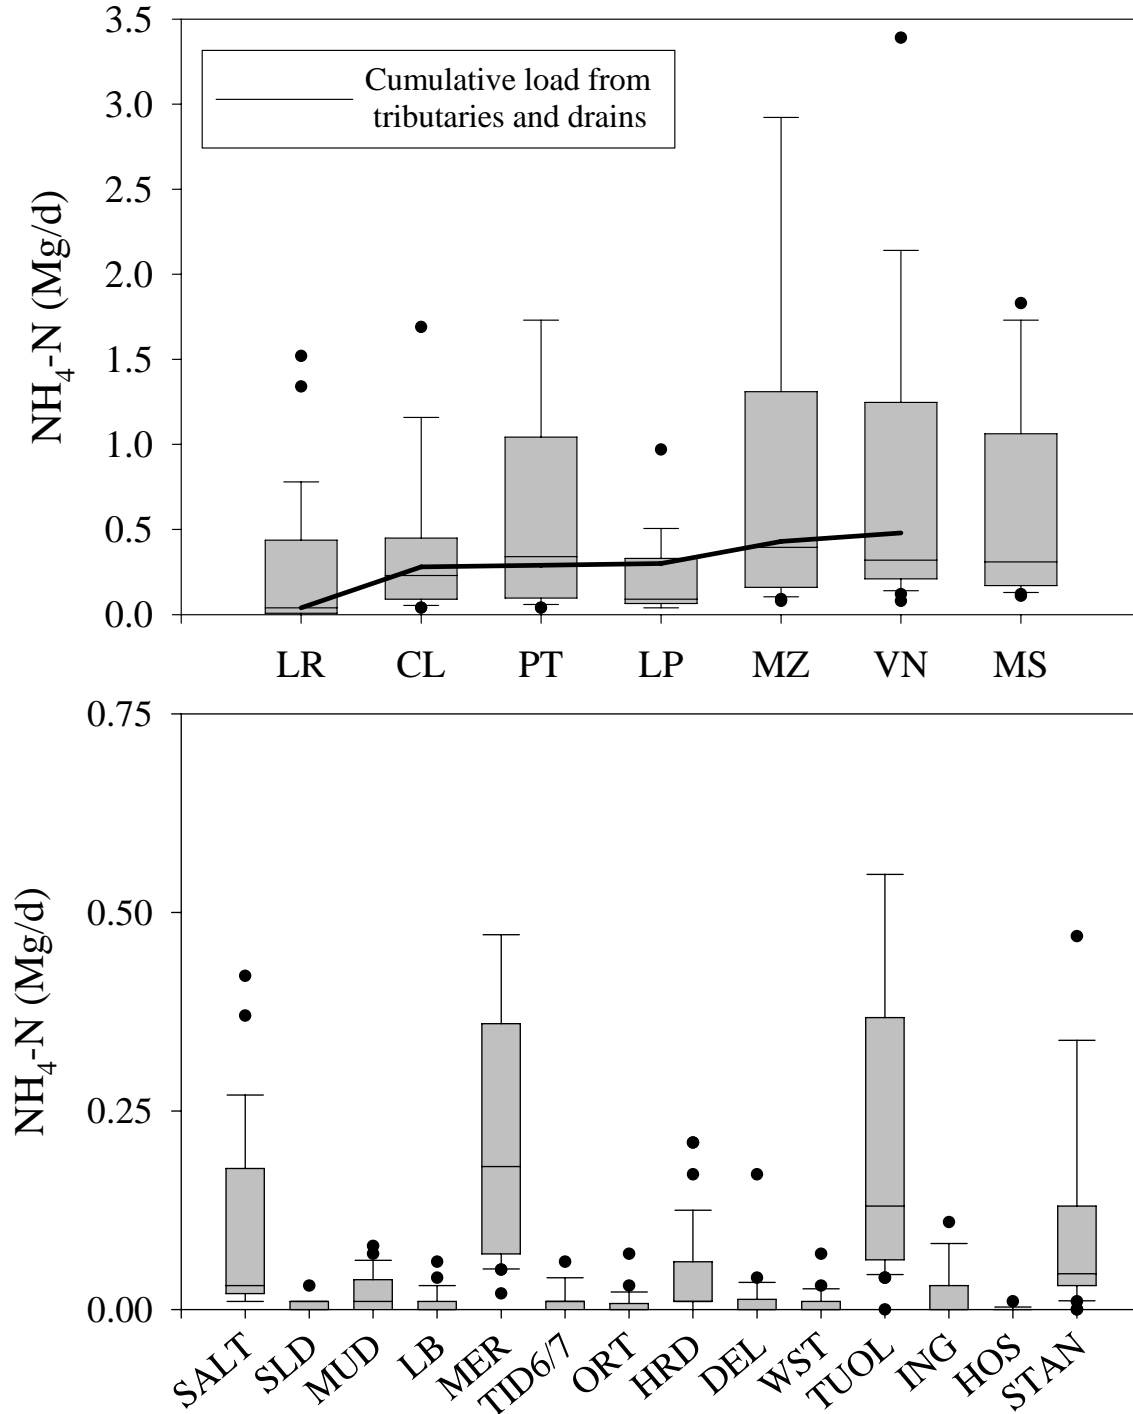 3.5
3.0
2.5
2.0
1.5
1.0
0.5
0.0
NH4-N (Mg/d)
Cumulative load from
tributaries and drains
LR CL PT LP MZ VN MS
0.75
0.50
0.25
0.00
NH4-N (Mg/d)
SALT SLD MUD LB MER TID6/7 ORT HRD DEL WST TUOL ING HOS STAN